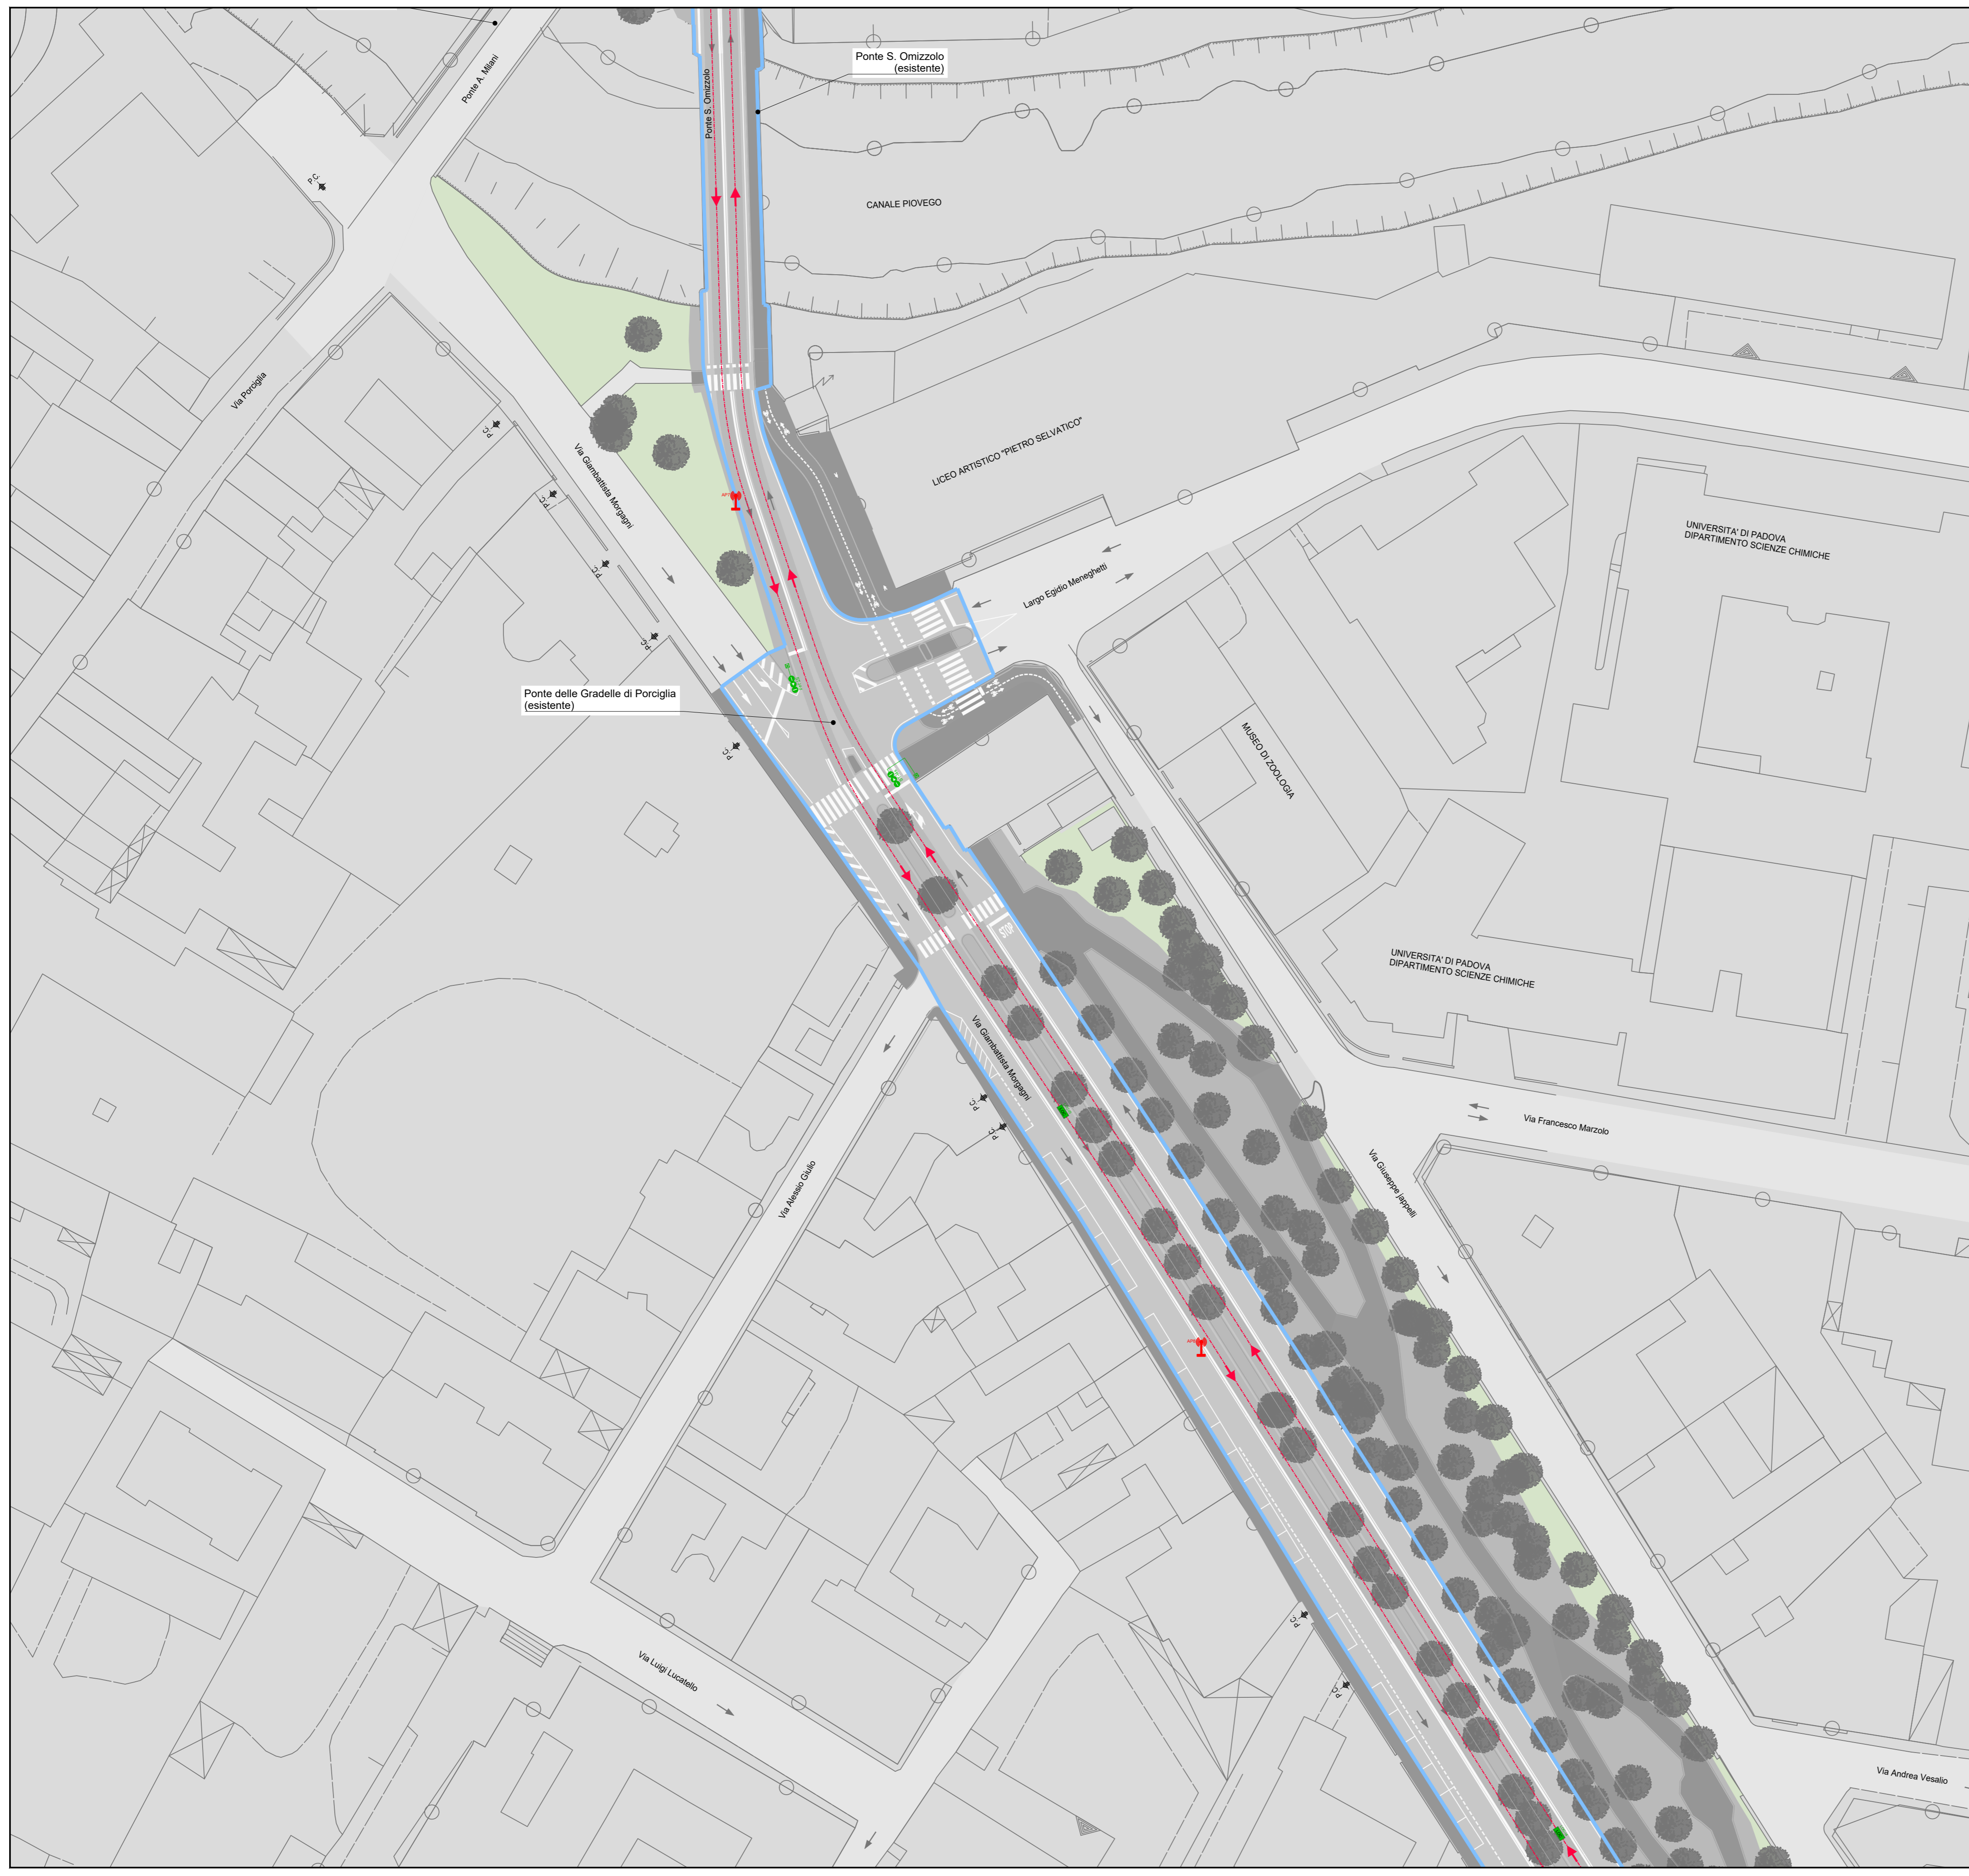 Ponte A. Milani
Ponte S. Omizzolo
Ponte S. Omizzolo
(esistente)
P.C.
CANALE PIOVEGO
Via Porciglia
P.C.
Via Giambattista Morgagni
LICEO ARTISTICO "PIETRO SELVATICO"
P.C.
UNIVERSITA' DI PADOVA
DIPARTIMENTO SCIENZE CHIMICHE
P.C.
Largo Egidio Meneghetti
P.C.
Ponte delle Gradelle di Porciglia
(esistente)
P.C.
MUSEO DI ZOOLOGIA
STOP
UNIVERSITA' DI PADOVA
DIPARTIMENTO SCIENZE CHIMICHE
Via Giambattista Morgagni
P.C.
P.C.
Via Francesco Marzolo
Via Alessio Giulio
Via Giuseppe Jappelli
P.C.
Via Luigi Lucatello
P.C.
Via Andrea Vesalio